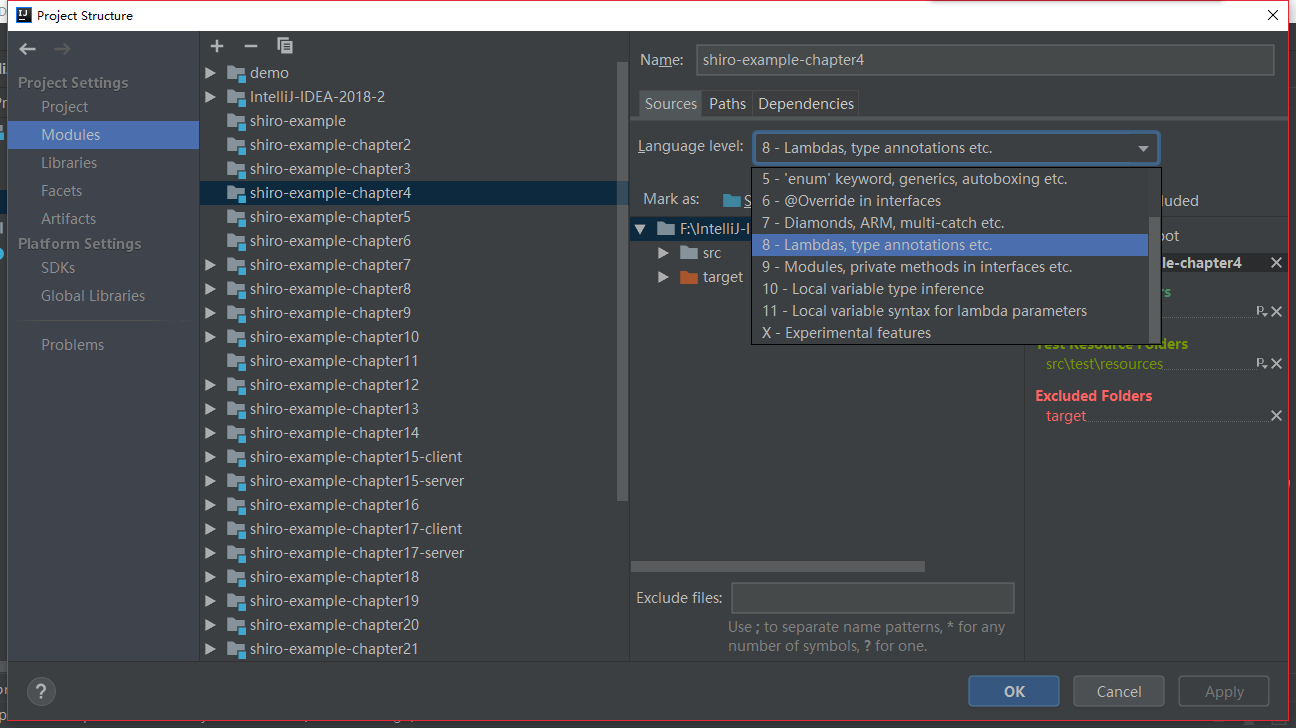 Project Structure
Project Settings
Project
Modules
Libraries
Facets
Artifacts
Platform Settings
SDKs
Global Libraries
Problems
demo
IntelliJ-IDEA-2018-2
shiro-example
shiro-example-chapter2
shiro-example-chapter3
shiro-example-chapter4
shiro-example-chapter5
shiro-example-chapter6
shiro-example-chapter7
shiro-example-chapter8
shiro-example-chapter9
shiro-example-chapter10
shiro-example-chapter11
shiro-example-chapter12
shiro-example-chapter13
shiro-example-chapter14
shiro-example-chapter15-client
shiro-example-chapter15-server
shiro-example-chapter16
shiro-example-chapter17-client
shiro-example-chapter17-server
shiro-example-chapter18
shiro-example-chapter19
shiro-example-chapter20
shiro-example-chapter21
Name: shiro-example-chapter4
Sources Paths Dependencies
Language level: 8 - Lambdas, type annotations etc.
5 - 'enum' keyword, generics, autoboxing etc.
6 - @Override in interfaces
7 - Diamonds, ARM, multi-catch etc.
8 - Lambdas, type annotations etc.
9 - Modules, private methods in interfaces etc.
10 - Local variable type inference
11 - Local variable syntax for lambda parameters
X - Experimental features
Mark as: S
F:\IntelliJ-I
src
target
luded
oot
le-chapter4
Test Resource Folders
src\test\resources
Excluded Folders
target
Exclude files:
Use ; to separate name patterns, * for any
number of symbols, ? for one.
? OK Cancel Apply